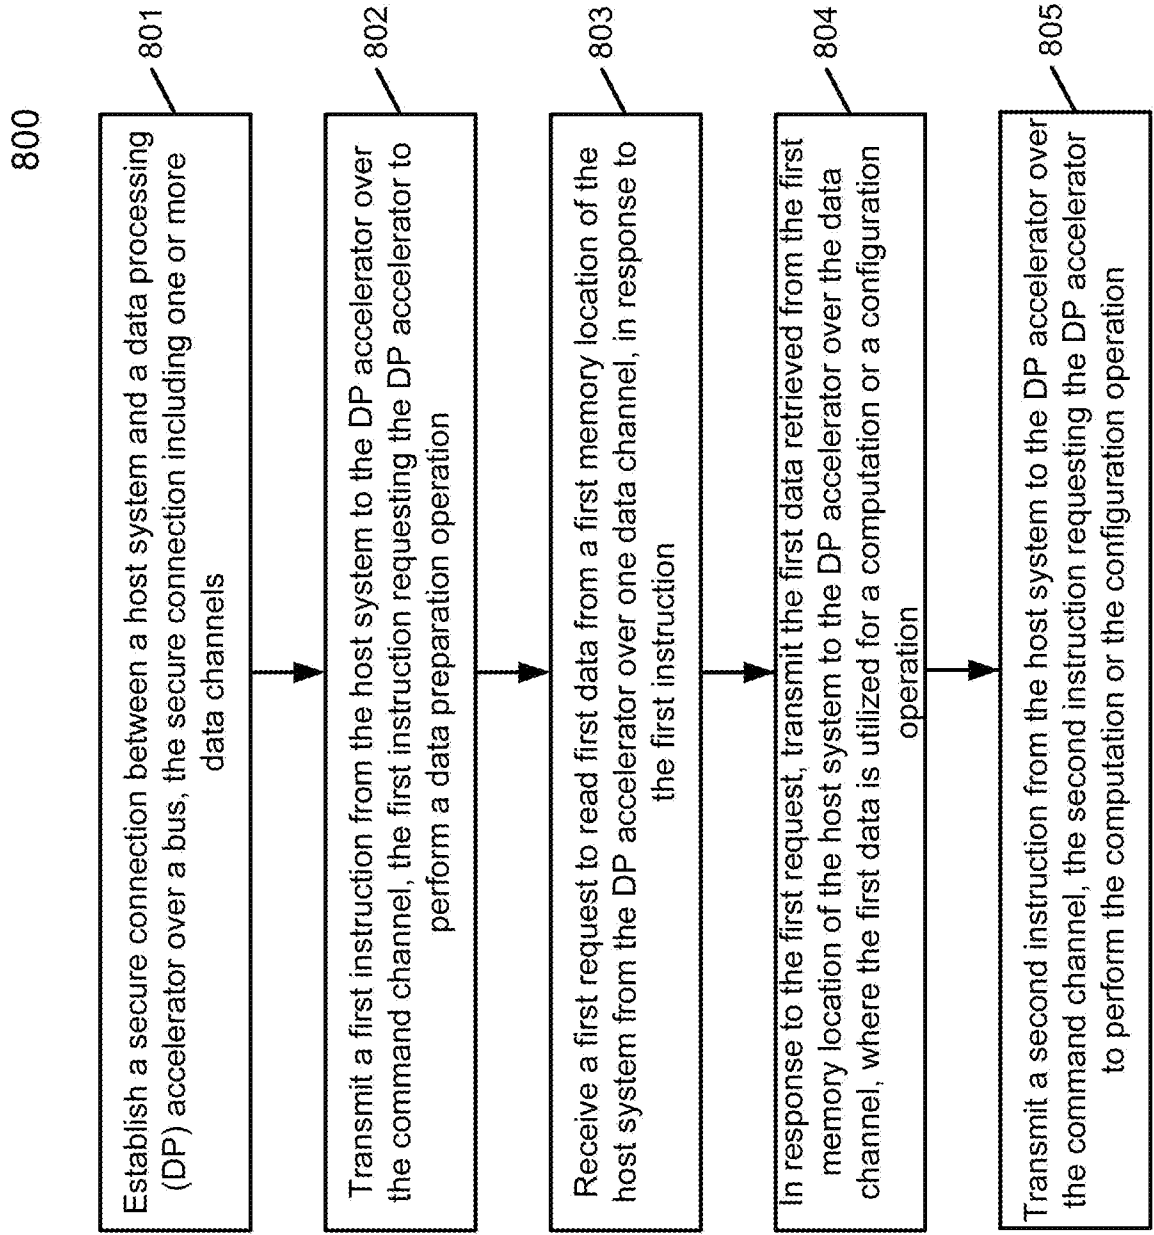 800
801
Establish a secure connection between a host system and a data processing
(DP) accelerator over a bus, the secure connection including one or more
data channels
802
Transmit a first instruction from the host system to the DP accelerator over
the command channel, the first instruction requesting the DP accelerator to
perform a data preparation operation
803
Receive a first request to read first data from a first memory location of the
host system from the DP accelerator over one data channel, in response to
the first instruction
804
In response to the first request, transmit the first data retrieved from the first
memory location of the host system to the DP accelerator over the data
channel, where the first data is utilized for a computation or a configuration
operation
805
Transmit a second instruction from the host system to the DP accelerator over
the command channel, the second instruction requesting the DP accelerator
to perform the computation or the configuration operation